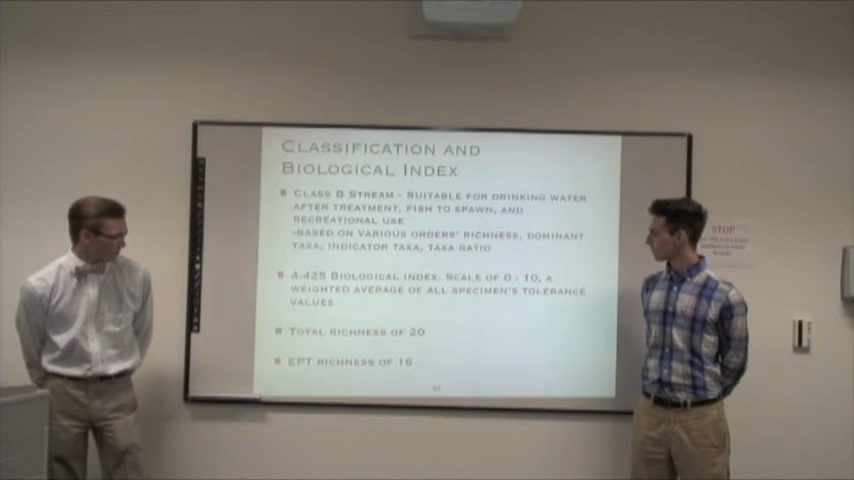 CLASSIFICATION AND
BIOLOGICAL INDEX
CLASS B STREAM - SUITABLE FOR DRINKING WATER
AFTER TREATMENT, FISH TO SPAWN, AND
RECREATIONAL USE
-BASED ON VARIOUS ORDERS' RICHNESS, DOMINANT
TAXA, INDICATOR TAXA, TAXA RATIO
4.425 BIOLOGICAL INDEX. SCALE OF 0 - 10, A
WEIGHTED AVERAGE OF ALL SPECIMEN'S TOLERANCE
VALUES
TOTAL RICHNESS OF 20
EPT RICHNESS OF 16
STOP